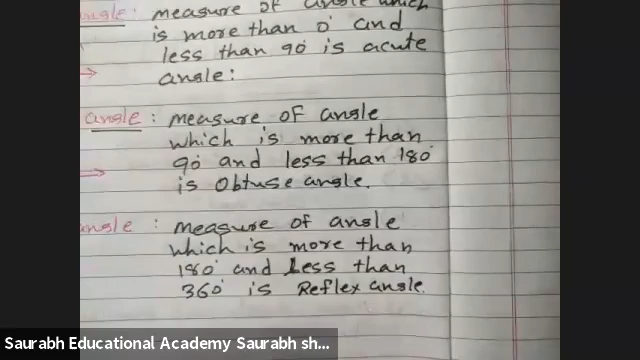 angle: measure of angle which
is more than 0° and
less than 90° is acute
angle:
angle : measure of angle
which is more than
90° and less than 180°
is Obtuse angle.
angle : measure of angle
which is more than
180° and Less than
360° is Reflex angle.
Saurabh Educational Academy Saurabh sh...